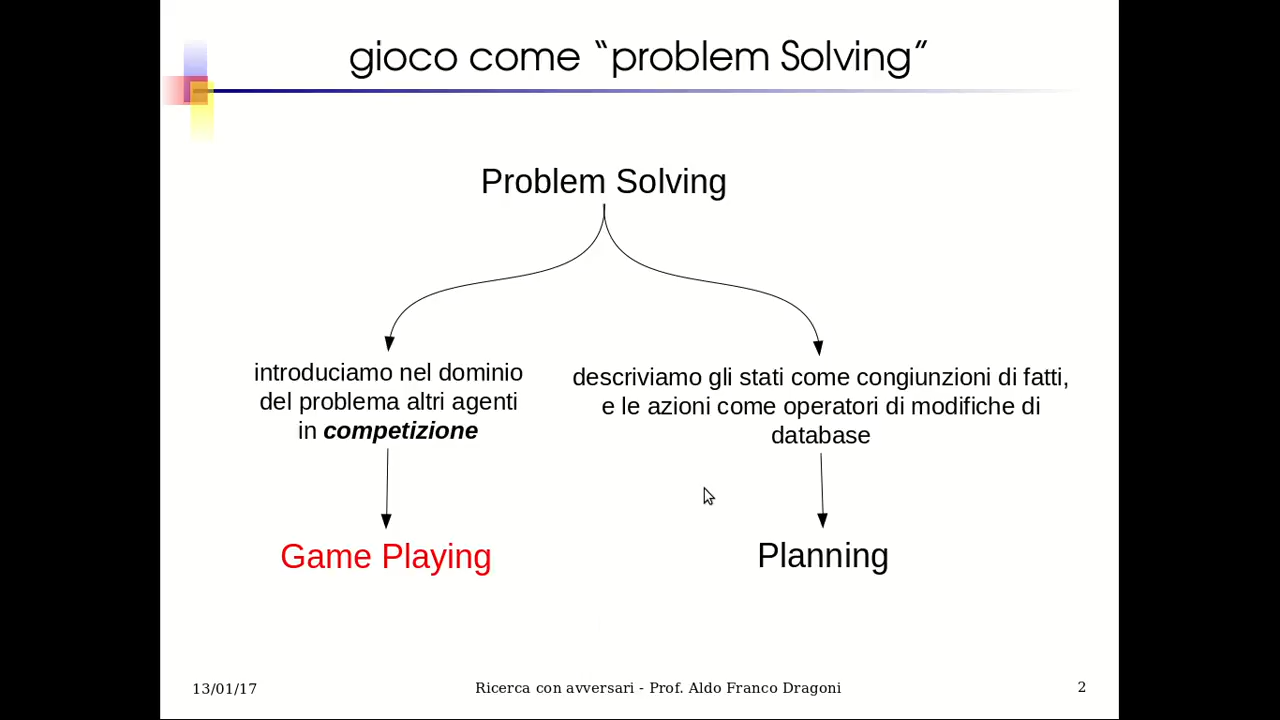 gioco come “problem Solving”
Problem Solving
introduciamo nel dominio
del problema altri agenti
in competizione
descriviamo gli stati come congiunzioni di fatti,
e le azioni come operatori di modifiche di
database
Game Playing
Planning
13/01/17
Ricerca con avversari - Prof. Aldo Franco Dragoni
2